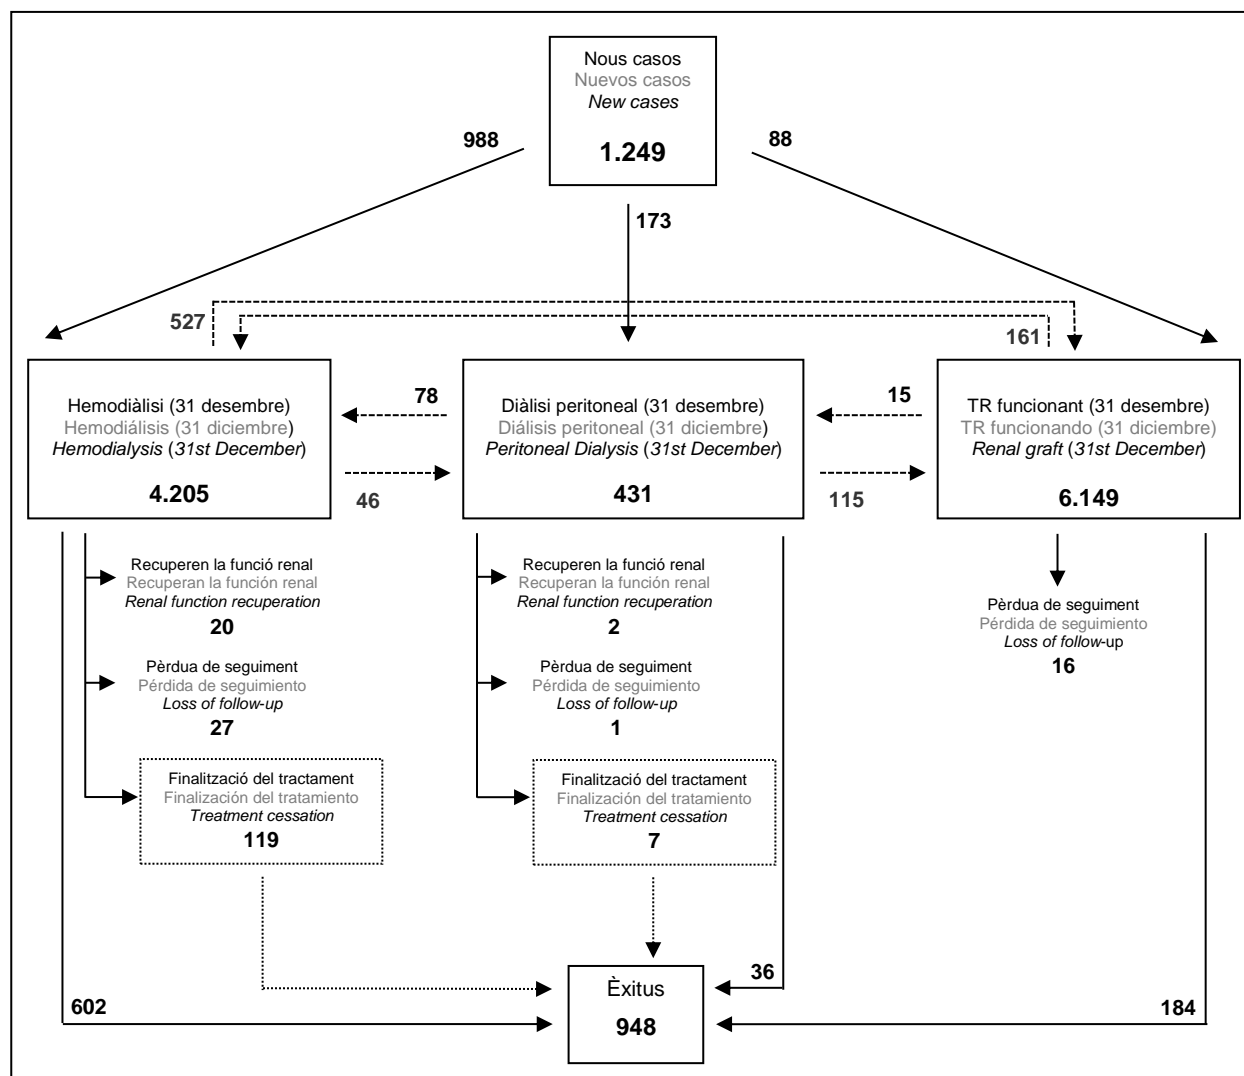 Nous casos
Nuevos casos
New cases
1.249
988
88
173
527
161
Hemodiàlisi (31 desembre)
Hemodiálisis (31 diciembre)
Hemodialysis (31st December)
4.205
78
46
Diàlisi peritoneal (31 desembre)
Diálisis peritoneal (31 diciembre)
Peritoneal Dialysis (31st December)
431
15
115
TR funcionant (31 desembre)
TR funcionando (31 diciembre)
Renal graft (31st December)
6.149
Recuperen la funció renal
Recuperan la función renal
Renal function recuperation
20
Pèrdua de seguiment
Pérdida de seguimiento
Loss of follow-up
27
Finalització del tractament
Finalización del tratamiento
Treatment cessation
119
Recuperen la funció renal
Recuperan la función renal
Renal function recuperation
2
Pèrdua de seguiment
Pérdida de seguimiento
Loss of follow-up
1
Finalització del tractament
Finalización del tratamiento
Treatment cessation
7
Pèrdua de seguiment
Pérdida de seguimiento
Loss of follow-up
16
602
36
184
Èxitus
948